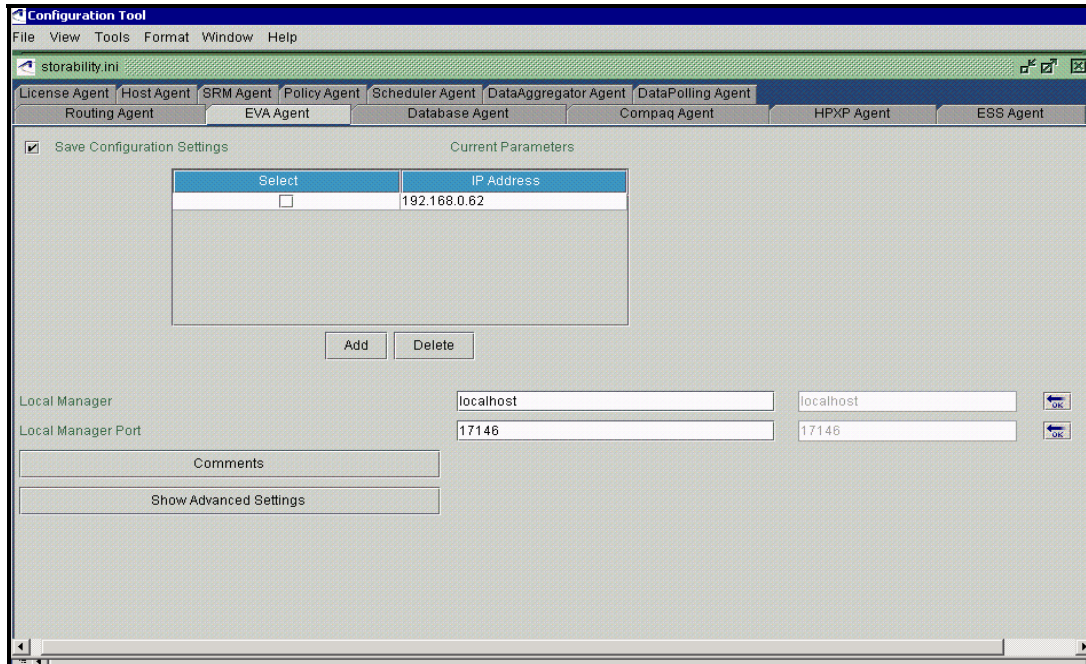 Configuration Tool
File View Tools Format Window Help
storability.ini
License Agent Host Agent SRM Agent Policy Agent Scheduler Agent DataAggregator Agent DataPolling Agent
Routing Agent EVA Agent Database Agent Compaq Agent HPXP Agent ESS Agent
Save Configuration Settings Current Parameters
Select IP Address
192.168.0.62
Add Delete
Local Manager localhost localhost OK
Local Manager Port 17146 17146 OK
Comments
Show Advanced Settings